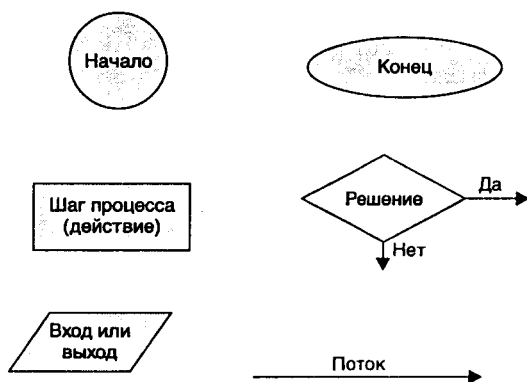 Начало
Конец
Шаг процесса
(действие)
Решение
Да
Нет
Вход или
выход
Поток